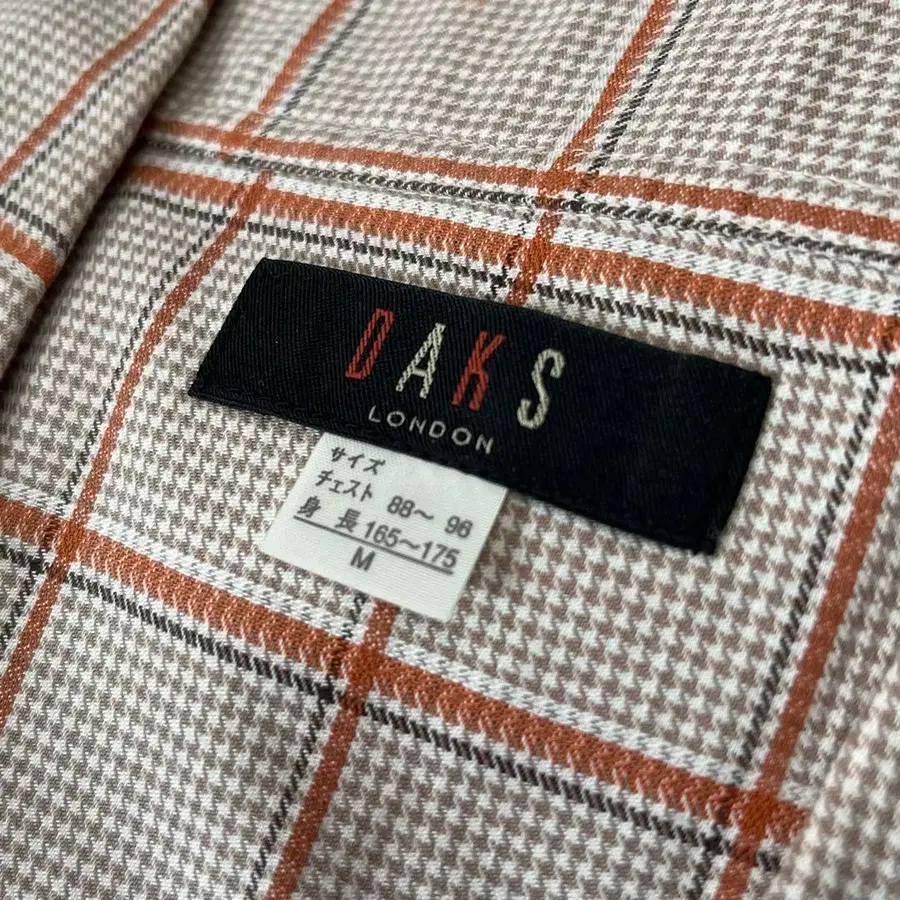 DAKS
LONDON
サイズ
チェスト 88～ 96
身 長 165～175
M